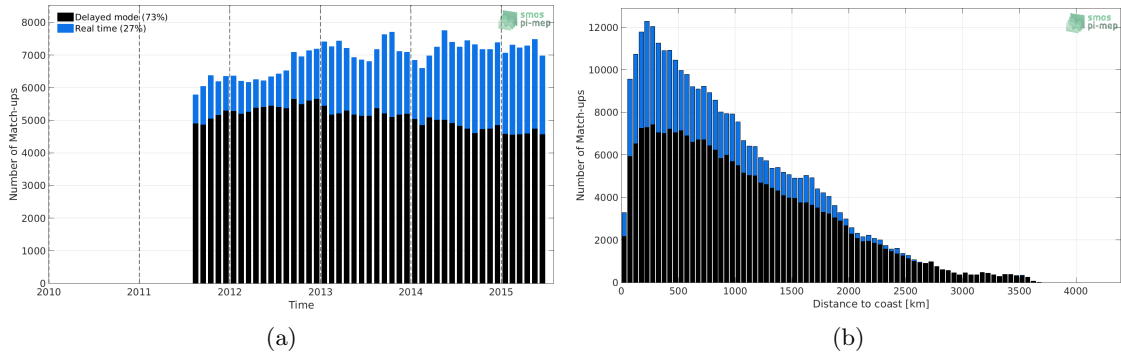 Delayed mode (73%)
Real time (27%)
smos
pi-mep
8000
7000
6000
5000
4000
3000
2000
1000
0
Number of Match-ups
2010
2011
2012
2013
2014
2015
Time
(a)
smos
pi-mep
12000
10000
8000
6000
4000
2000
0
Number of Match-ups
0
500
1000
1500
2000
2500
3000
3500
4000
Distance to coast [km]
(b)